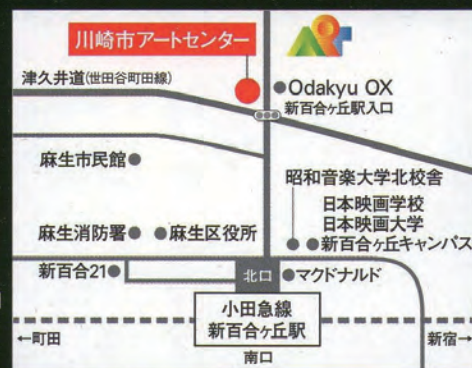 川崎市アートセンター
ART
津久井道(世田谷町田線)
Odakyu OX
新百合ヶ丘駅入口
麻生市民館
昭和音楽大学北校舎
日本映画学校
日本映画大学
新百合ヶ丘キャンパス
麻生消防署
麻生区役所
新百合21
北口
マクドナルド
小田急線
新百合ヶ丘駅
←町田
新宿→
南口